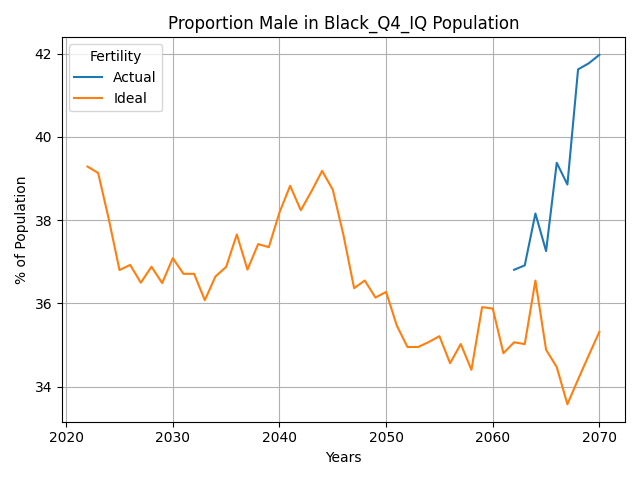 Proportion Male in Black_Q4_IQ Population
Fertility
Actual
Ideal
42
40
38
36
34
% of Population
2020 2030 2040 2050 2060 2070
Years